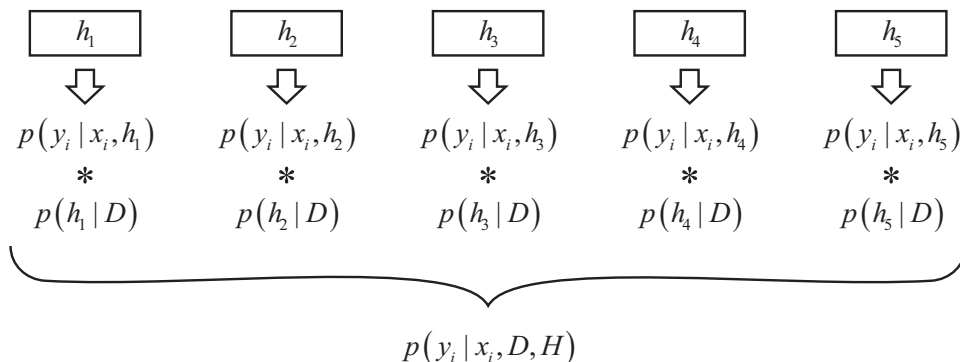 h₁ h₂ h₃ h₄ h₅
p(yᵢ | xᵢ, h₁) p(yᵢ | xᵢ, h₂) p(yᵢ | xᵢ, h₃) p(yᵢ | xᵢ, h₄) p(yᵢ | xᵢ, h₅)
* * * * *
p(h₁ | D) p(h₂ | D) p(h₃ | D) p(h₄ | D) p(h₅ | D)
p(yᵢ | xᵢ, D, H)